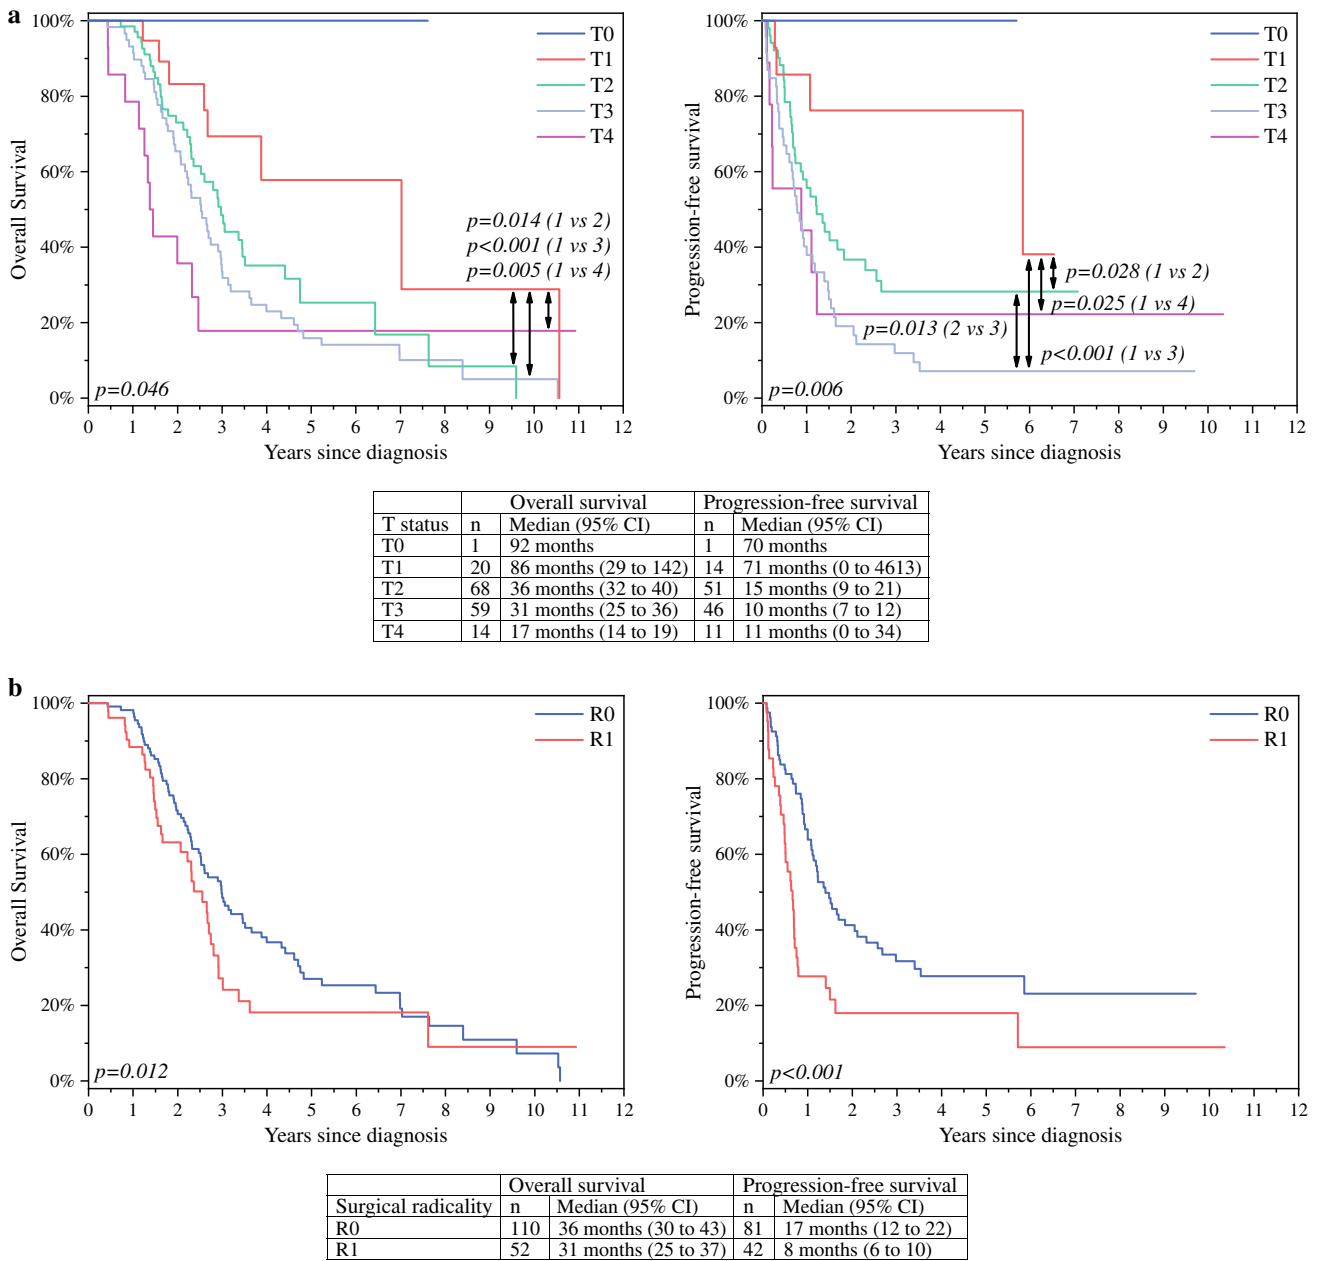 a
100%
80%
60%
40%
20%
0%
Overall Survival
T0
T1
T2
T3
T4
p=0.014 (1 vs 2)
p<0.001 (1 vs 3)
p=0.005 (1 vs 4)
p=0.046
0 1 2 3 4 5 6 7 8 9 10 11 12
Years since diagnosis
100%
80%
60%
40%
20%
0%
Progression-free survival
T0
T1
T2
T3
T4
p=0.028 (1 vs 2)
p=0.025 (1 vs 4)
p=0.013 (2 vs 3)
p<0.001 (1 vs 3)
p=0.006
0 1 2 3 4 5 6 7 8 9 10 11 12
Years since diagnosis
Overall survival Progression-free survival
T status n Median (95% CI) n Median (95% CI)
T0 1 92 months 1 70 months
T1 20 86 months (29 to 142) 14 71 months (0 to 4613)
T2 68 36 months (32 to 40) 51 15 months (9 to 21)
T3 59 31 months (25 to 36) 46 10 months (7 to 12)
T4 14 17 months (14 to 19) 11 11 months (0 to 34)
b
100%
80%
60%
40%
20%
0%
Overall Survival
R0
R1
p=0.012
0 1 2 3 4 5 6 7 8 9 10 11 12
Years since diagnosis
100%
80%
60%
40%
20%
0%
Progression-free survival
R0
R1
p<0.001
0 1 2 3 4 5 6 7 8 9 10 11 12
Years since diagnosis
Overall survival Progression-free survival
Surgical radicality n Median (95% CI) n Median (95% CI)
R0 110 36 months (30 to 43) 81 17 months (12 to 22)
R1 52 31 months (25 to 37) 42 8 months (6 to 10)